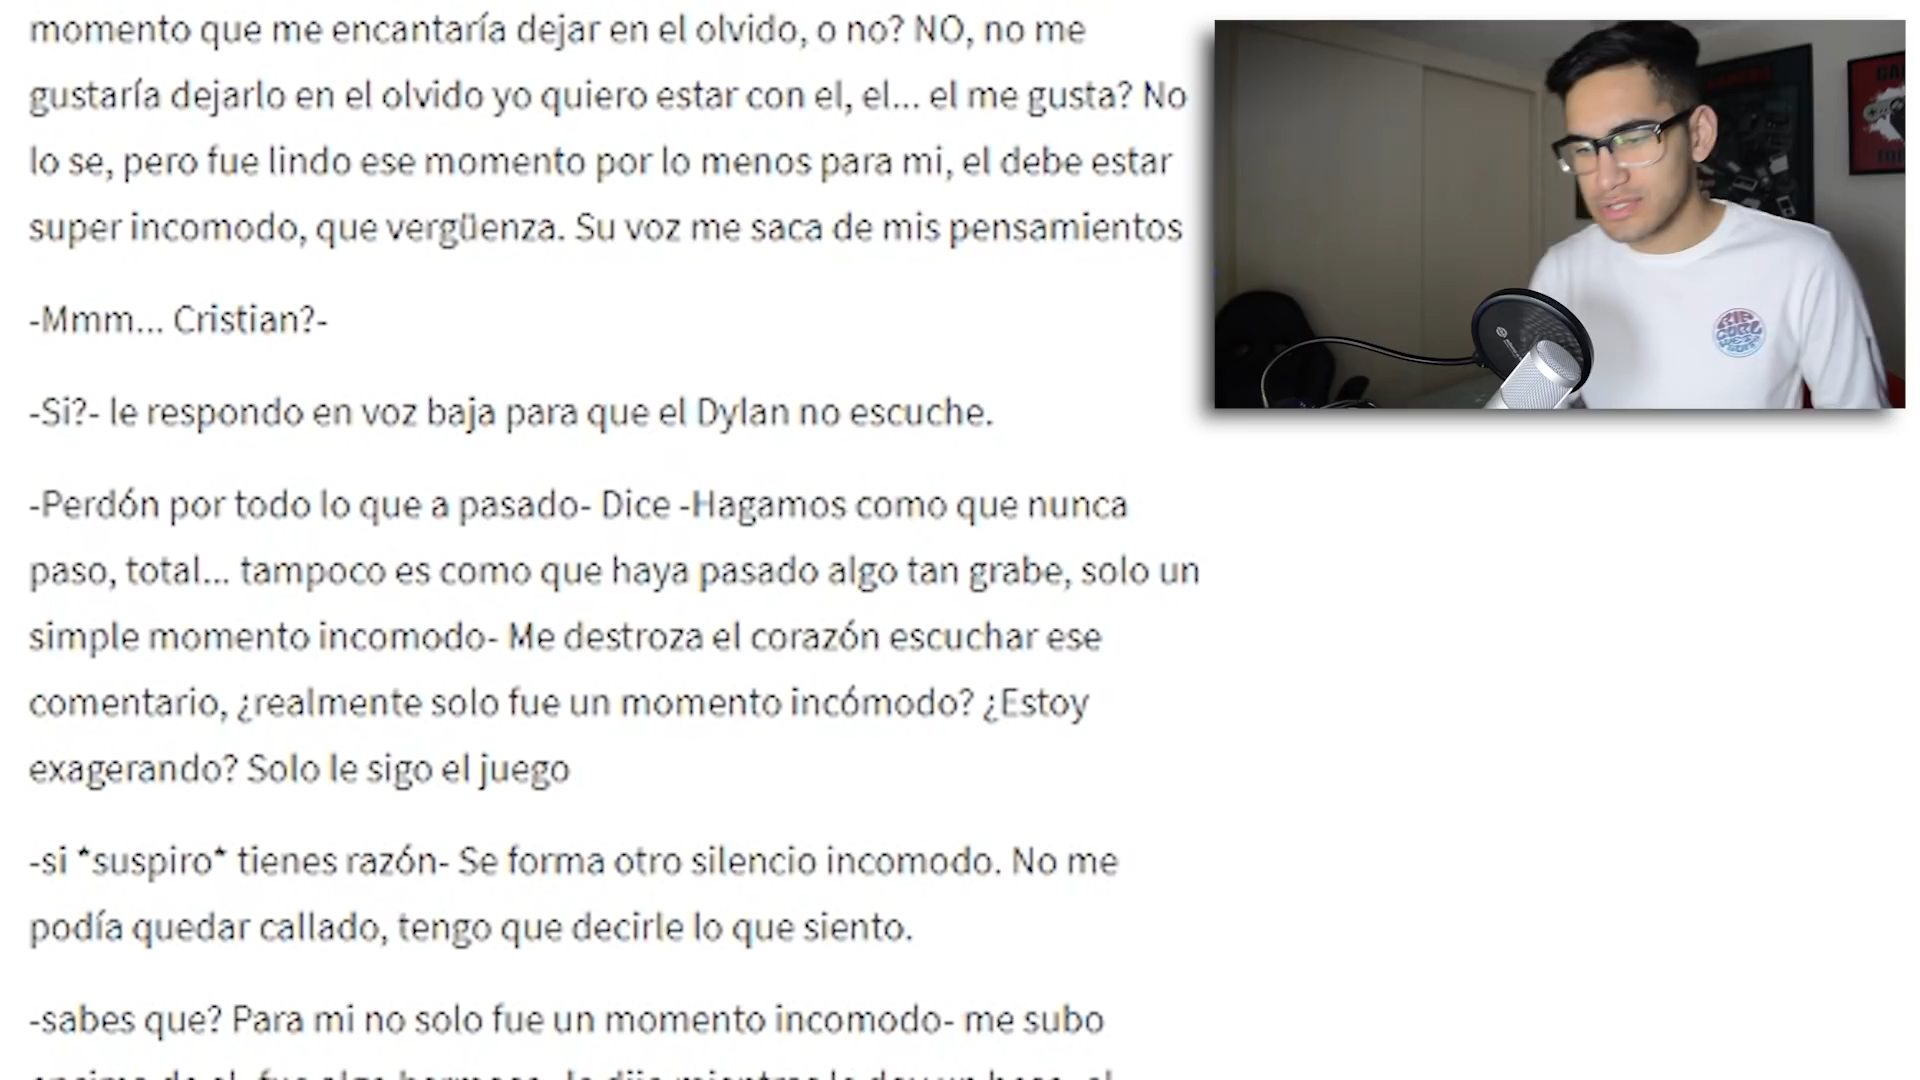 momento que me encantaría dejar en el olvido, o no? NO, no me
gustaría dejarlo en el olvido yo quiero estar con el, el... el me gusta? No
lo se, pero fue lindo ese momento por lo menos para mi, el debe estar
super incomodo, que vergüenza. Su voz me saca de mis pensamientos
-Mmm... Cristian?-
-Si?- le respondo en voz baja para que el Dylan no escuche.
-Perdón por todo lo que a pasado- Dice -Hagamos como que nunca
paso, total... tampoco es como que haya pasado algo tan grabe, solo un
simple momento incomodo- Me destroza el corazón escuchar ese
comentario, ¿realmente solo fue un momento incómodo? ¿Estoy
exagerando? Solo le sigo el juego
-si *suspiro* tienes razón- Se forma otro silencio incomodo. No me
podía quedar callado, tengo que decirle lo que siento.
-sabes que? Para mi no solo fue un momento incomodo- me subo
RIP
CURL